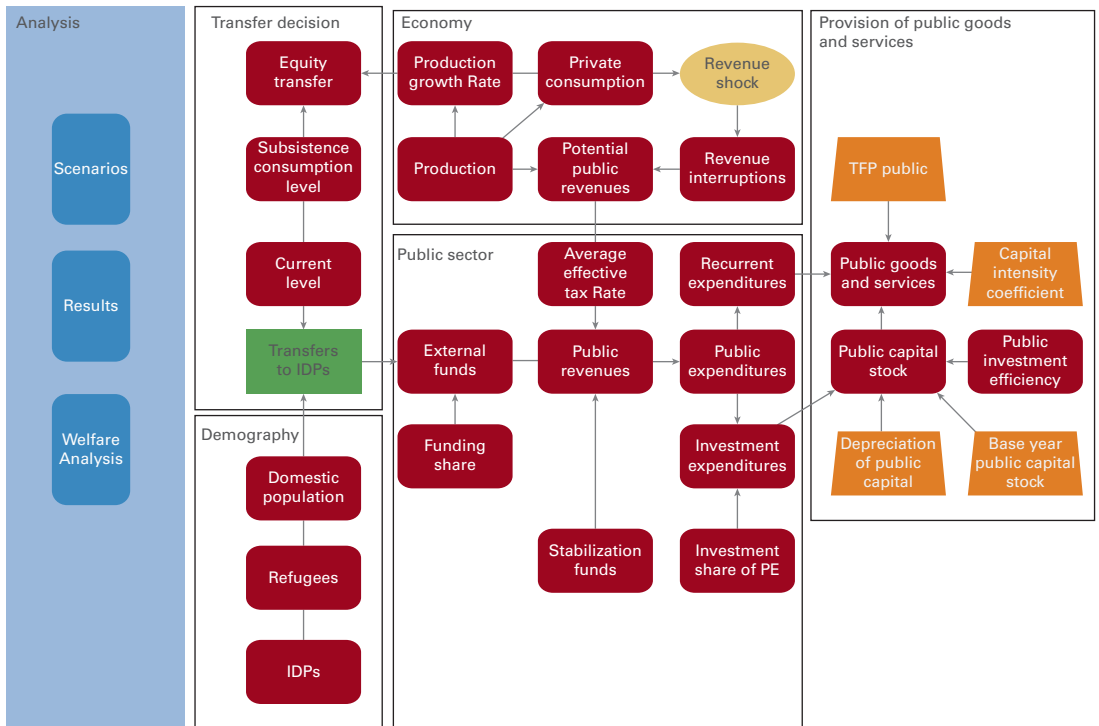 Analysis
Scenarios
Results
Welfare
Analysis
Transfer decision
Equity
transfer
Subsistence
consumption
level
Current
level
Transfers
to IDPs
Demography
Domestic
population
Refugees
IDPs
Economy
Production
growth Rate
Private
consumption
Revenue
shock
Production
Potential
public
revenues
Revenue
interruptions
Public sector
Average
effective
tax Rate
Recurrent
expenditures
External
funds
Public
revenues
Public
expenditures
Funding
share
Investment
expenditures
Stabilization
funds
Investment
share of PE
Provision of public goods
and services
TFP public
Public goods
and services
Capital
intensity
coefficient
Public capital
stock
Public
investment
efficiency
Depreciation
of public
capital
Base year
public capital
stock